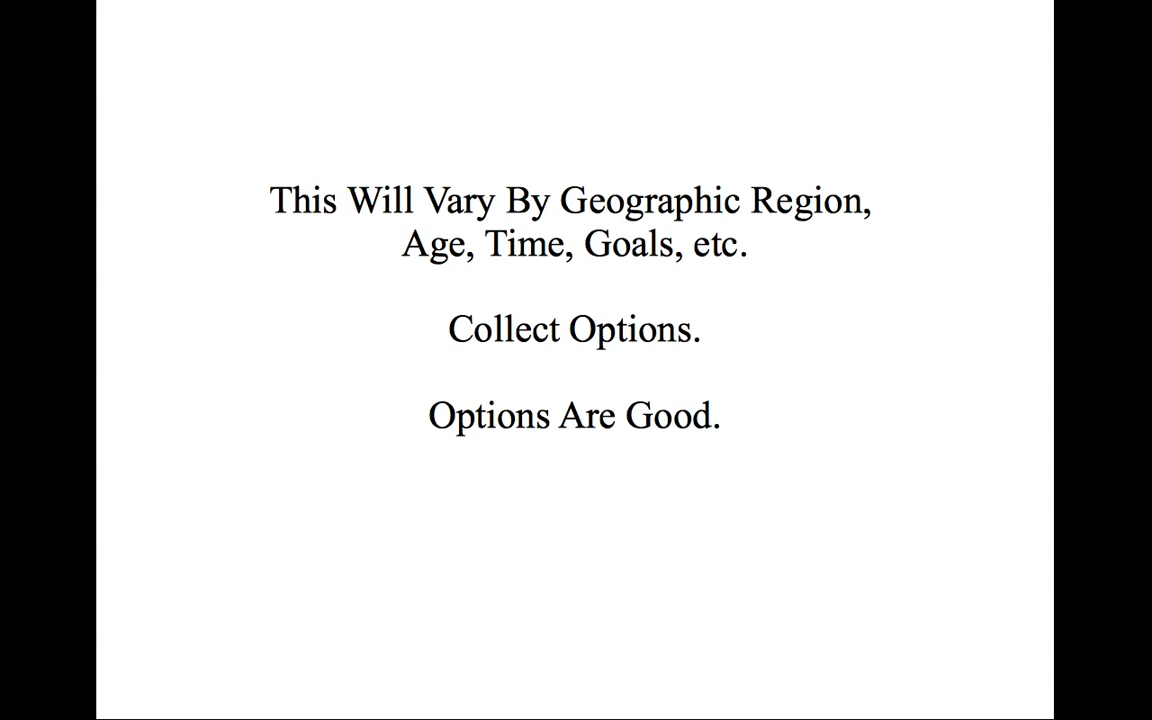 This Will Vary By Geographic Region,
Age, Time, Goals, etc.
Collect Options.
Options Are Good.